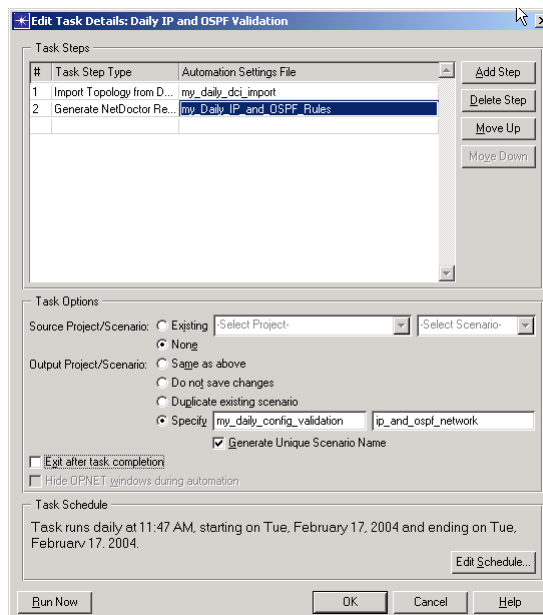 Edit Task Details: Daily IP and OSPF Validation
Task Steps
# Task Step Type Automation Settings File
1 Import Topology from D... my_daily_dci_import
2 Generate NetDoctor Re... my_Daily_IP_and_OSPF_Rules
Add Step
Delete Step
Move Up
Move Down
Task Options
Source Project/Scenario: Existing -Select Project- -Select Scenario-
None
Output Project/Scenario: Same as above
Do not save changes
Duplicate existing scenario
Specify my_daily_config_validation ip_and_ospf_network
Generate Unique Scenario Name
Exit after task completion
Hide OPNET windows during automation
Task Schedule
Task runs daily at 11:47 AM, starting on Tue, February 17, 2004 and ending on Tue,
February 17, 2004.
Edit Schedule...
Run Now OK Cancel Help